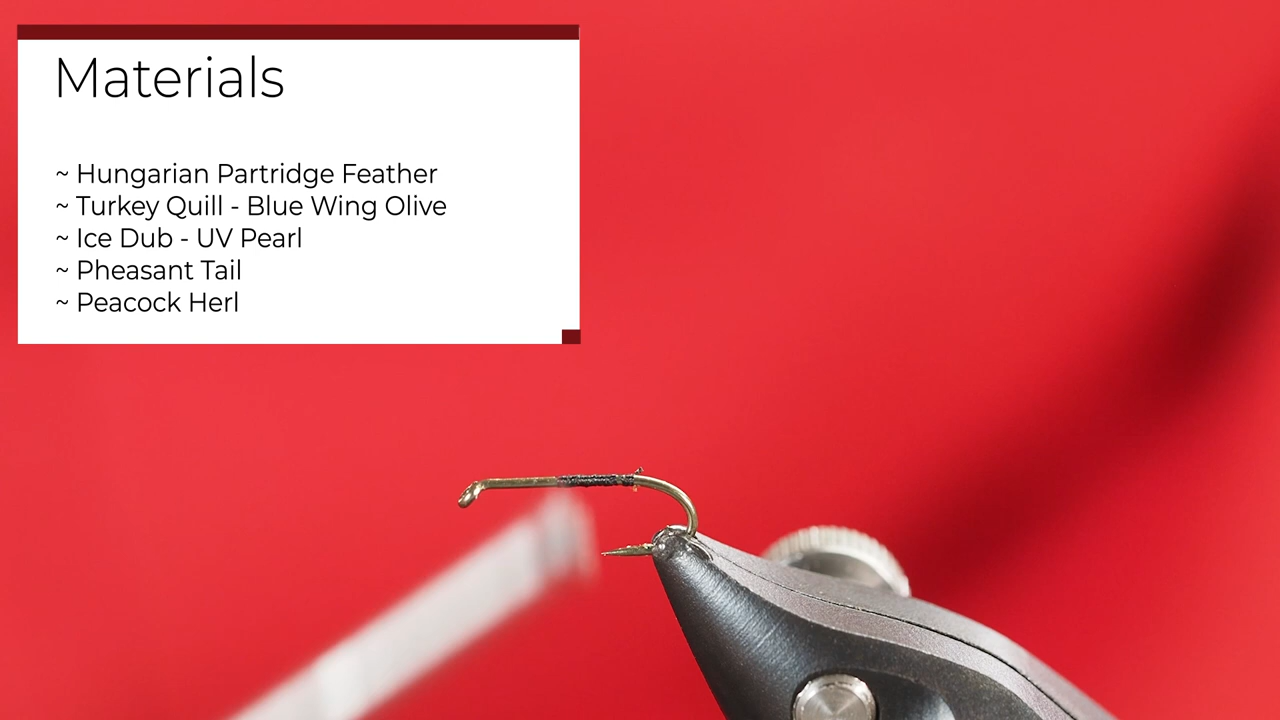 Materials
~ Hungarian Partridge Feather
~ Turkey Quill - Blue Wing Olive
~ Ice Dub - UV Pearl
~ Pheasant Tail
~ Peacock Herl